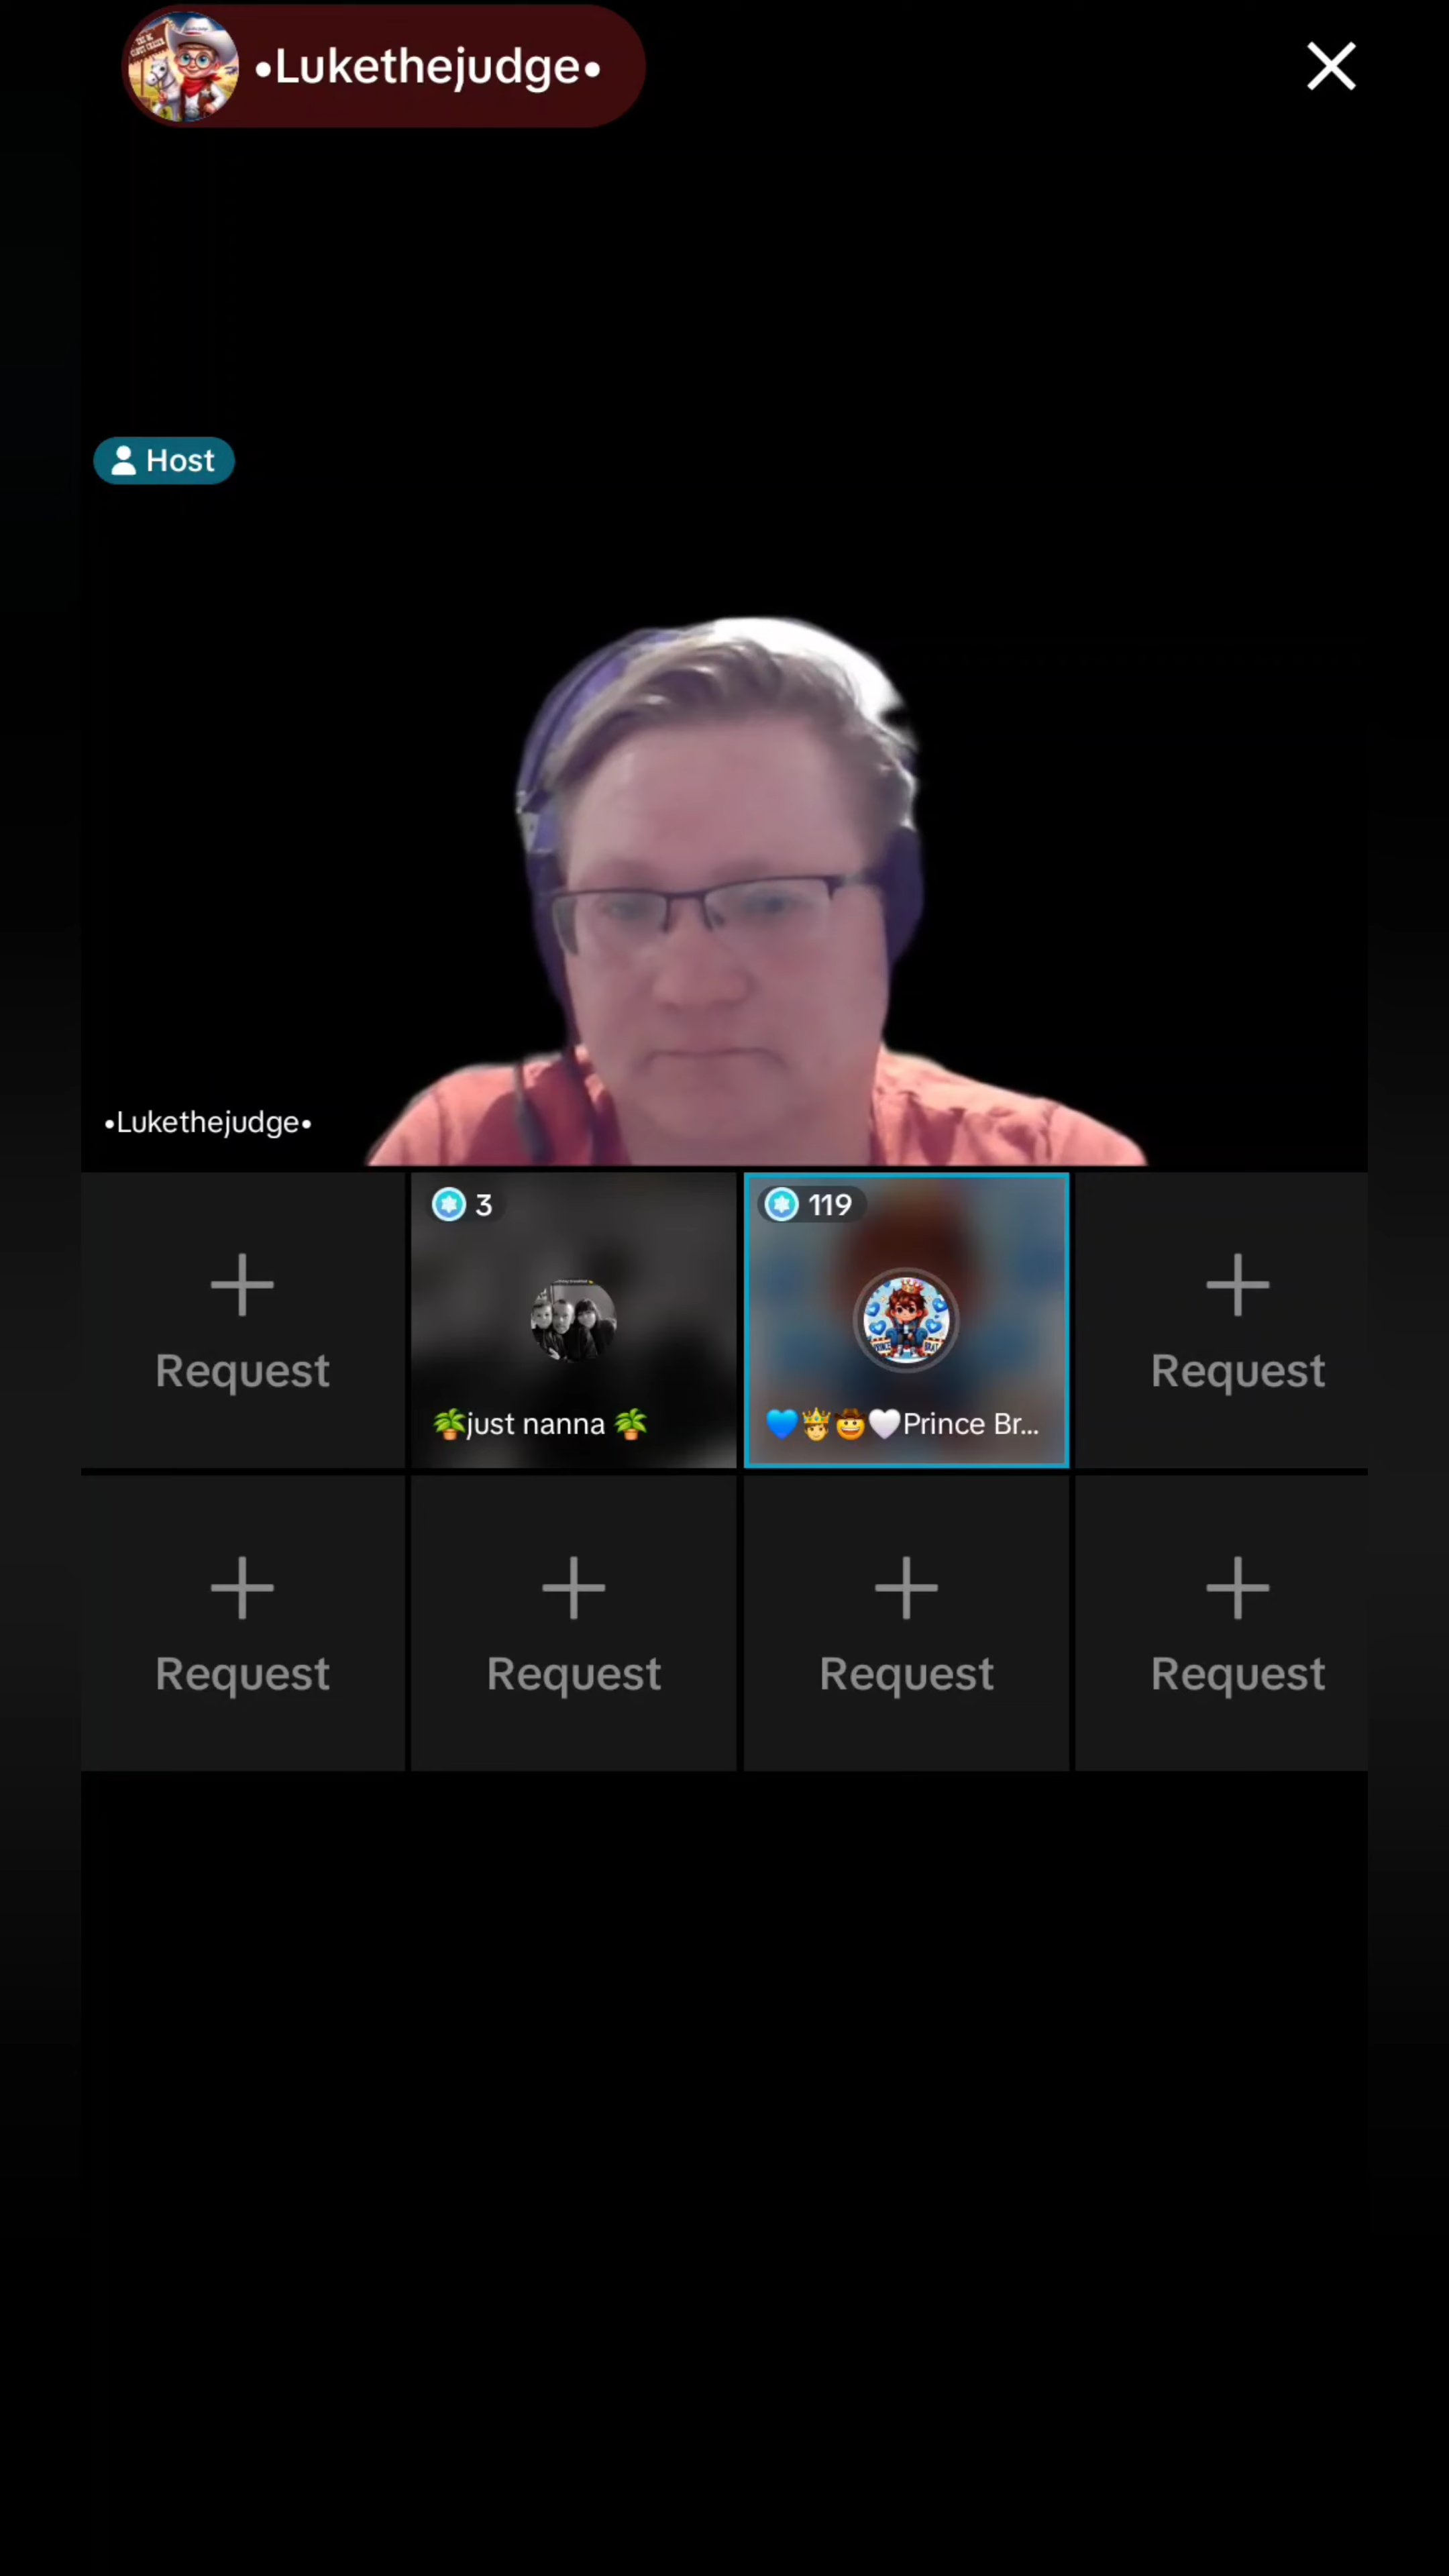 •Lukethejudge•
Host
•Lukethejudge•
Request
3
🪴just nanna 🪴
119
💙🤴🤠🤍Prince Br...
Request
Request
Request
Request
Request